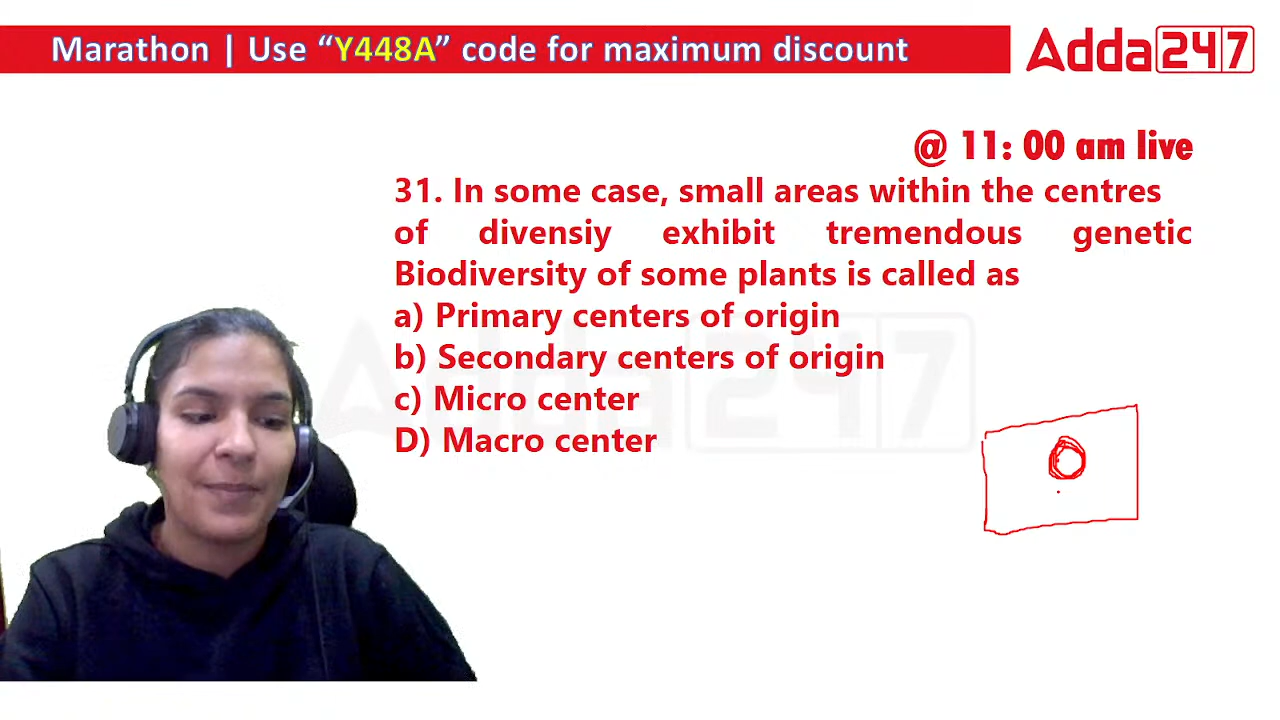 Marathon | Use “Y448A” code for maximum discount
Adda247
@ 11: 00 am live
31. In some case, small areas within the centres
of divensiy exhibit tremendous genetic
Biodiversity of some plants is called as
a) Primary centers of origin
b) Secondary centers of origin
c) Micro center
D) Macro center
Adda247